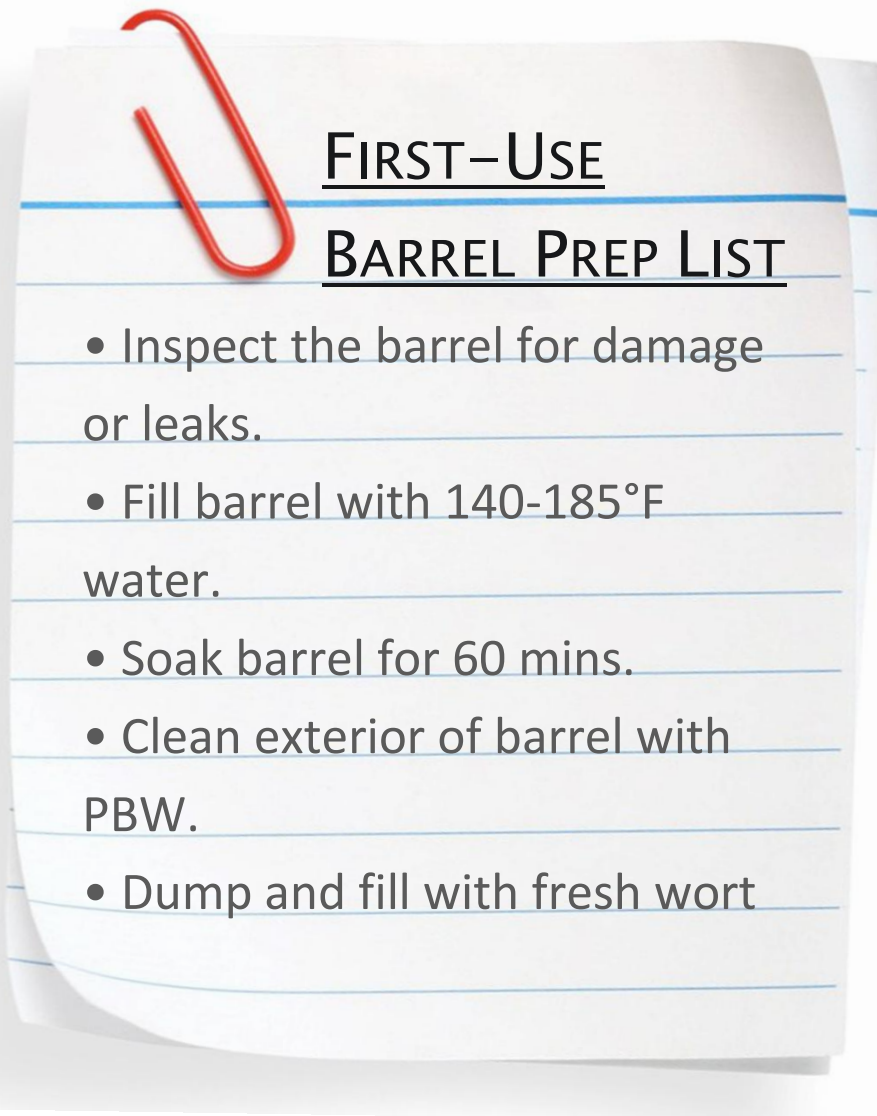 First–Use
Barrel Prep List
• Inspect the barrel for damage
or leaks.
• Fill barrel with 140-185°F
water.
• Soak barrel for 60 mins.
• Clean exterior of barrel with
PBW.
• Dump and fill with fresh wort